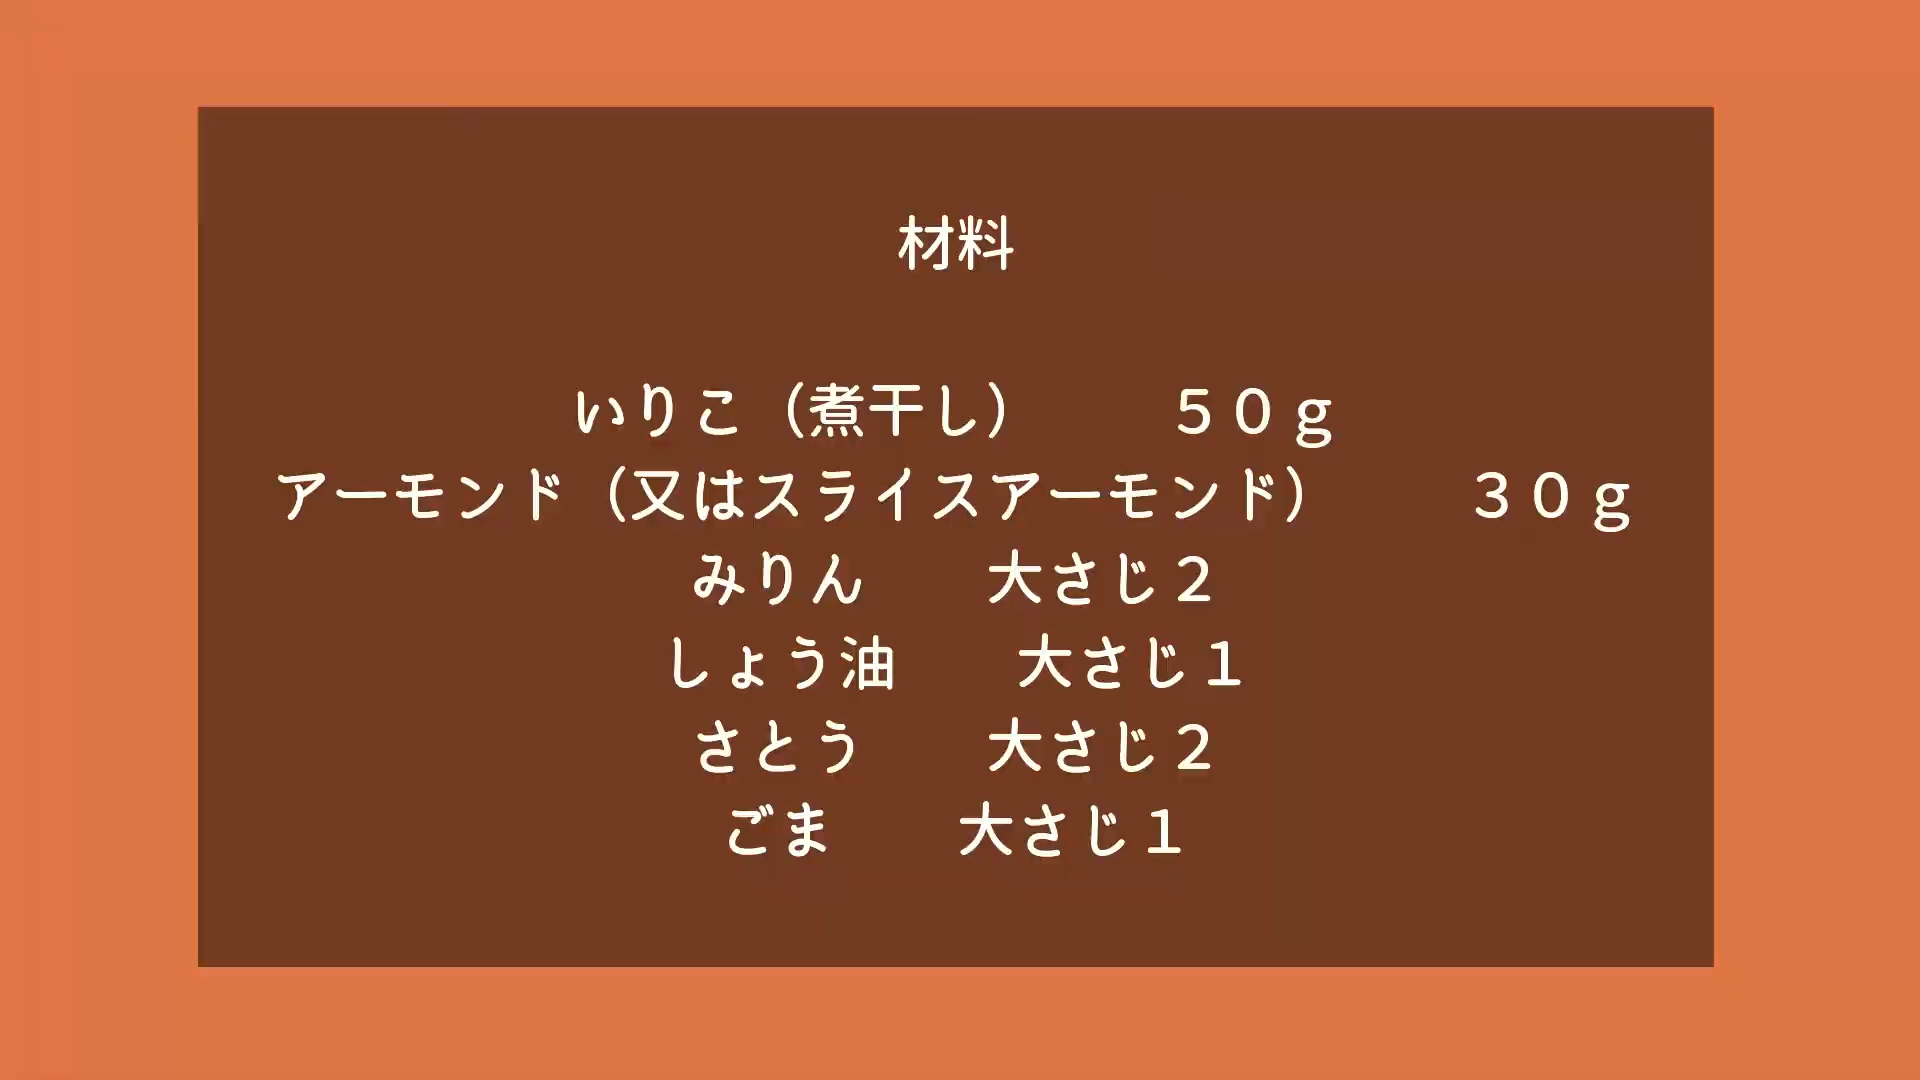 材料
いりこ（煮干し）　　５０ｇ
アーモンド（又はスライスアーモンド）　　３０ｇ
みりん　　大さじ２
しょう油　　大さじ１
さとう　　大さじ２
ごま　　大さじ１